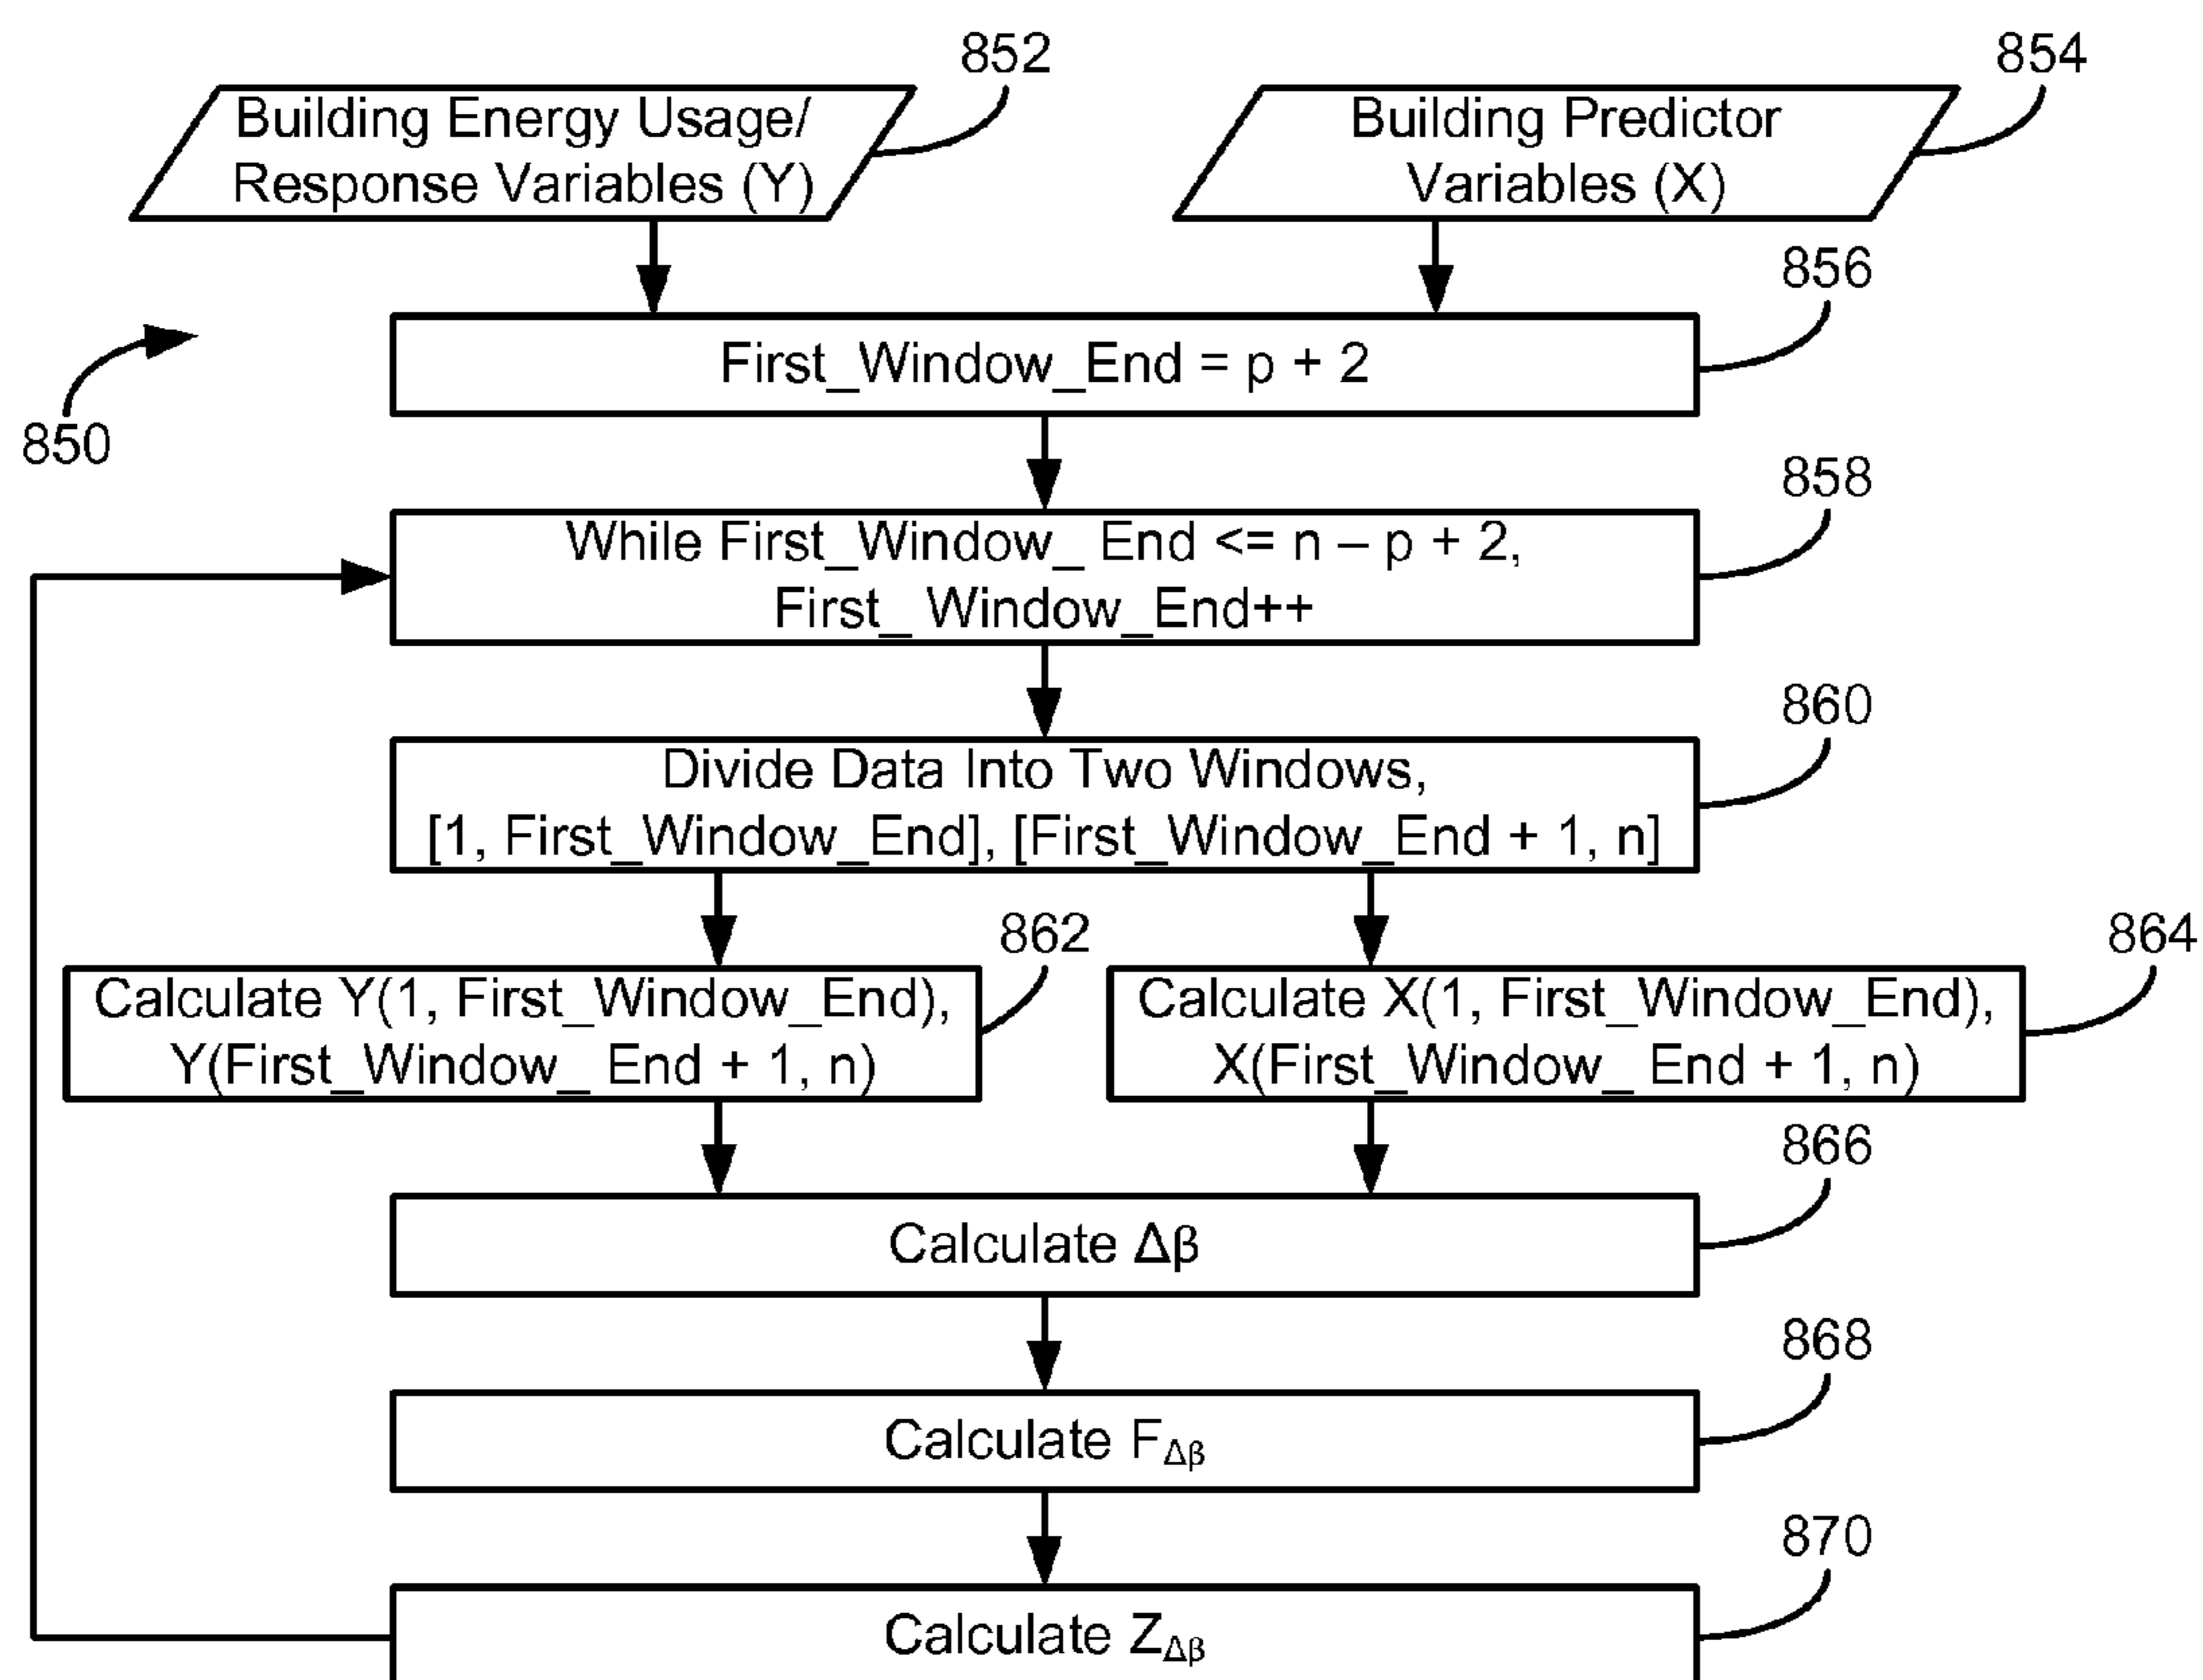 852
854
Building Energy Usage/
Response Variables (Y)
Building Predictor
Variables (X)
856
First_Window_End = p + 2
850
858
While First_Window_ End <= n – p + 2,
First_ Window_End++
860
Divide Data Into Two Windows,
[1, First_Window_End], [First_Window_End + 1, n]
862
864
Calculate Y(1, First_Window_End),
Y(First_Window_ End + 1, n)
Calculate X(1, First_Window_End),
X(First_Window_ End + 1, n)
866
Calculate Δβ
868
Calculate FΔβ
870
Calculate ZΔβ